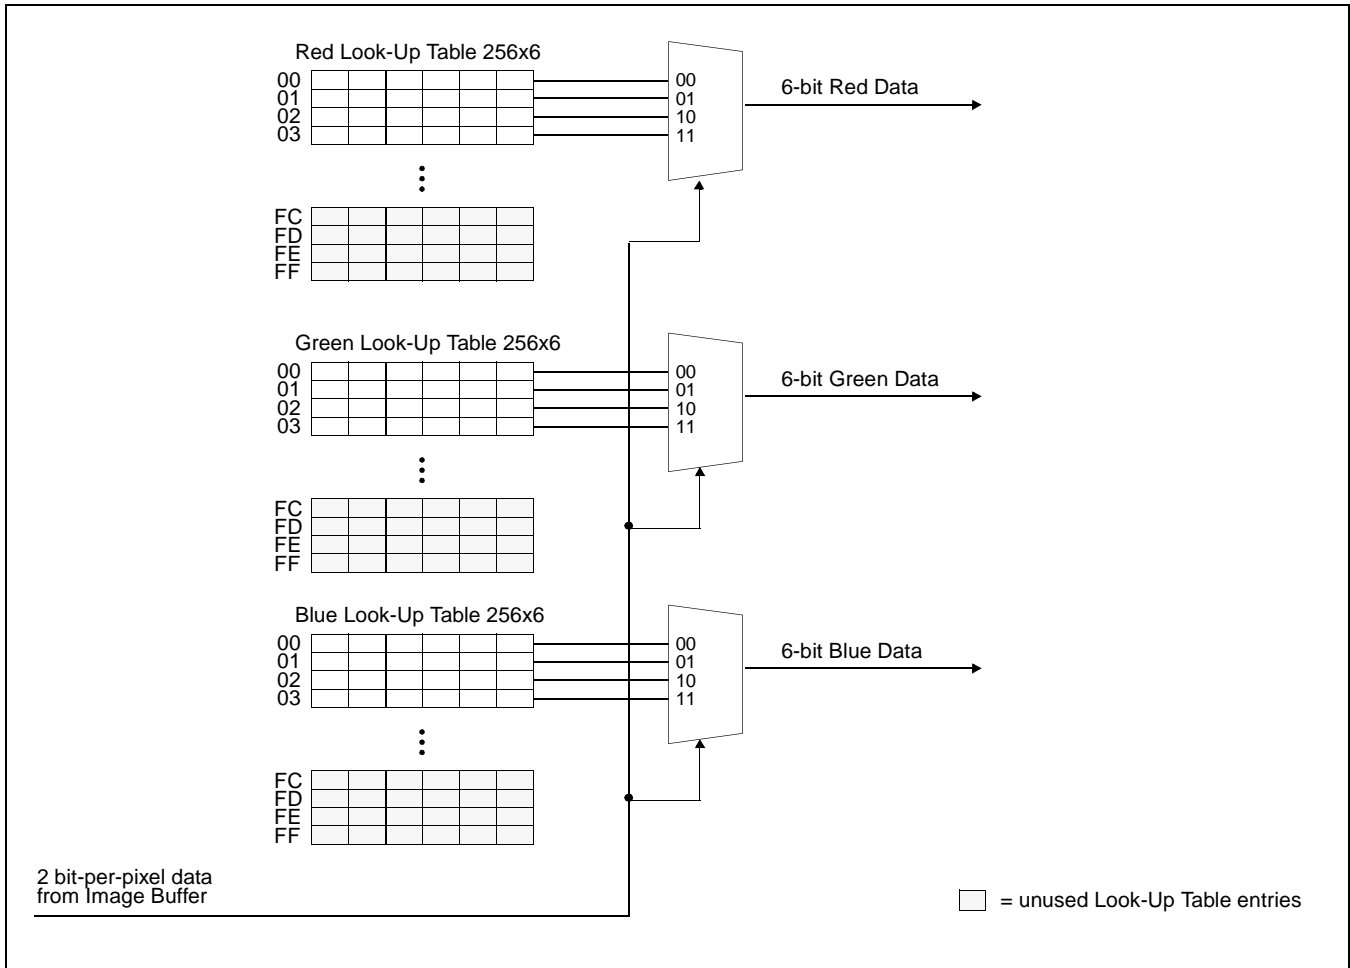 Red Look-Up Table 256x6
00
01
02
03
00
01
10
11
6-bit Red Data
FC
FD
FE
FF
Green Look-Up Table 256x6
00
01
02
03
00
01
10
11
6-bit Green Data
FC
FD
FE
FF
Blue Look-Up Table 256x6
00
01
02
03
00
01
10
11
6-bit Blue Data
FC
FD
FE
FF
2 bit-per-pixel data
from Image Buffer
= unused Look-Up Table entries